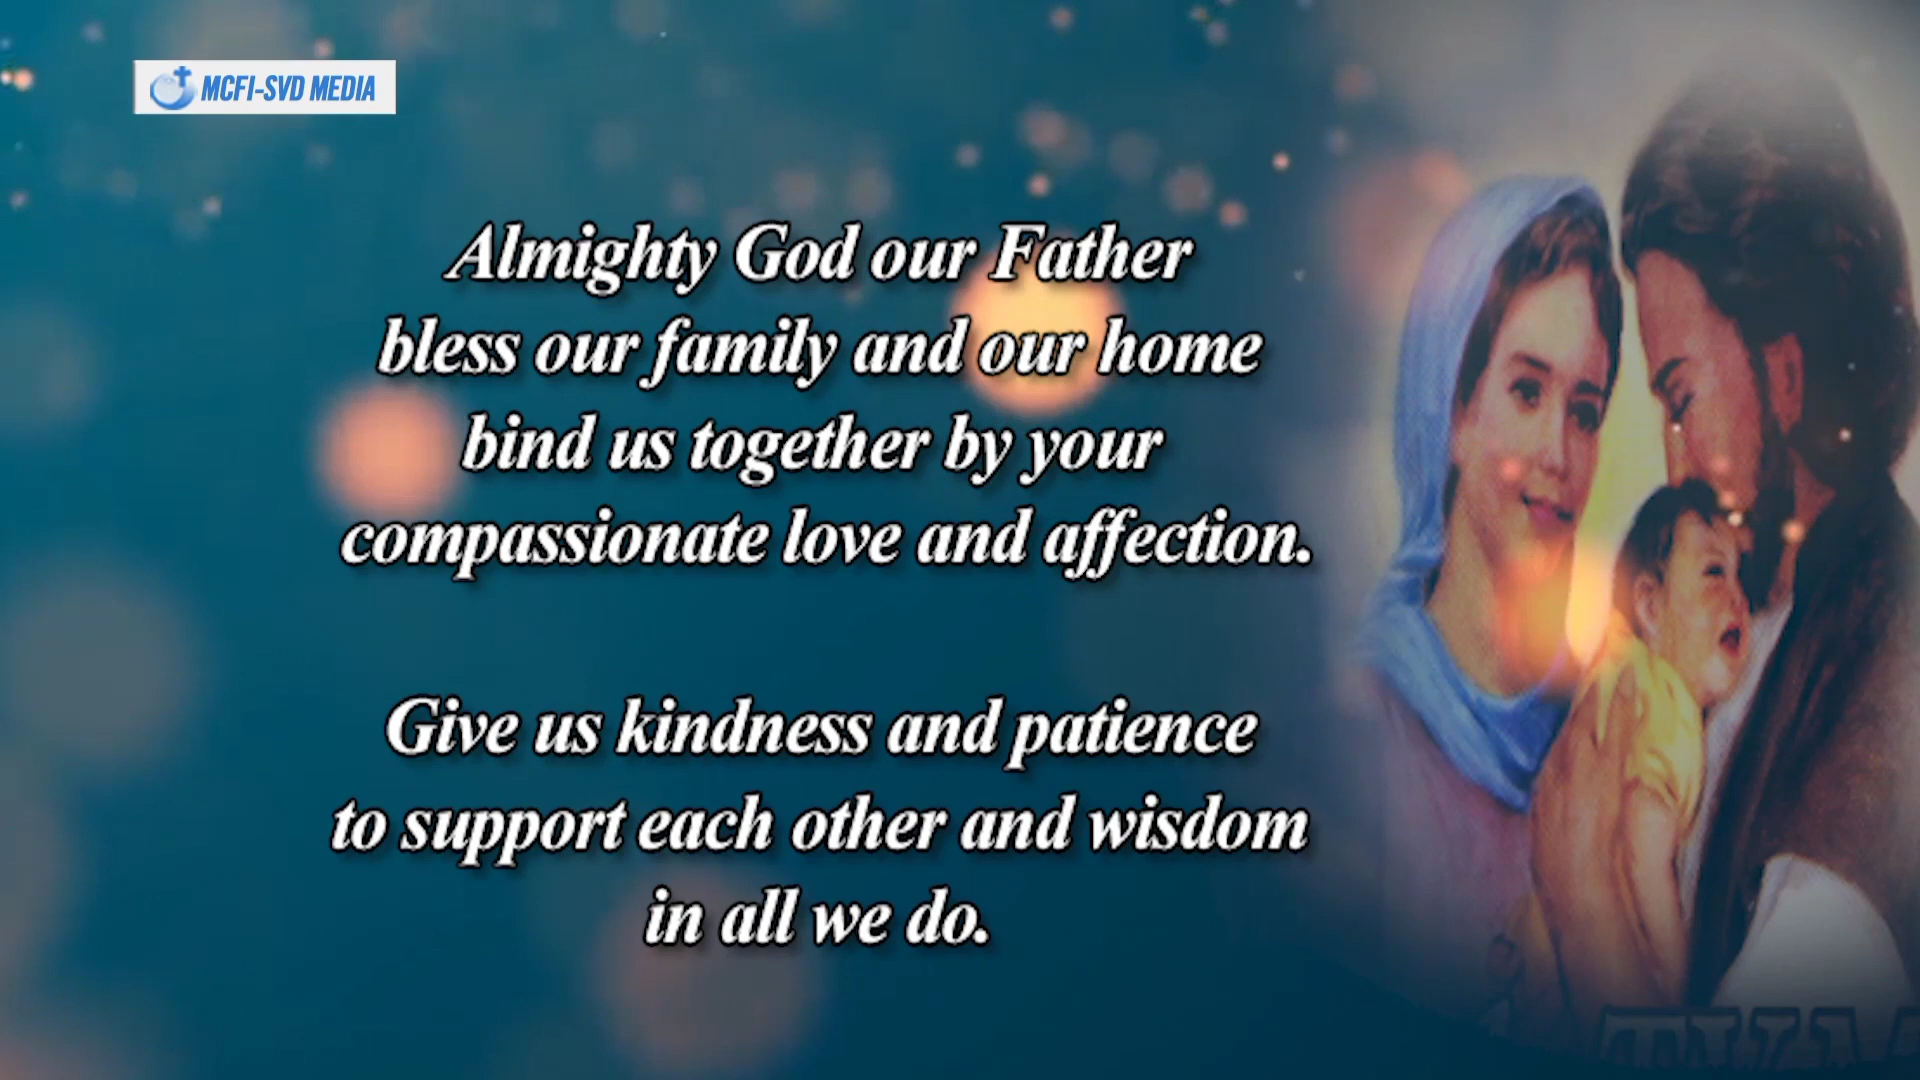 MCFI-SVD MEDIA
Almighty God our Father
bless our family and our home
bind us together by your
compassionate love and affection.
Give us kindness and patience
to support each other and wisdom
in all we do.